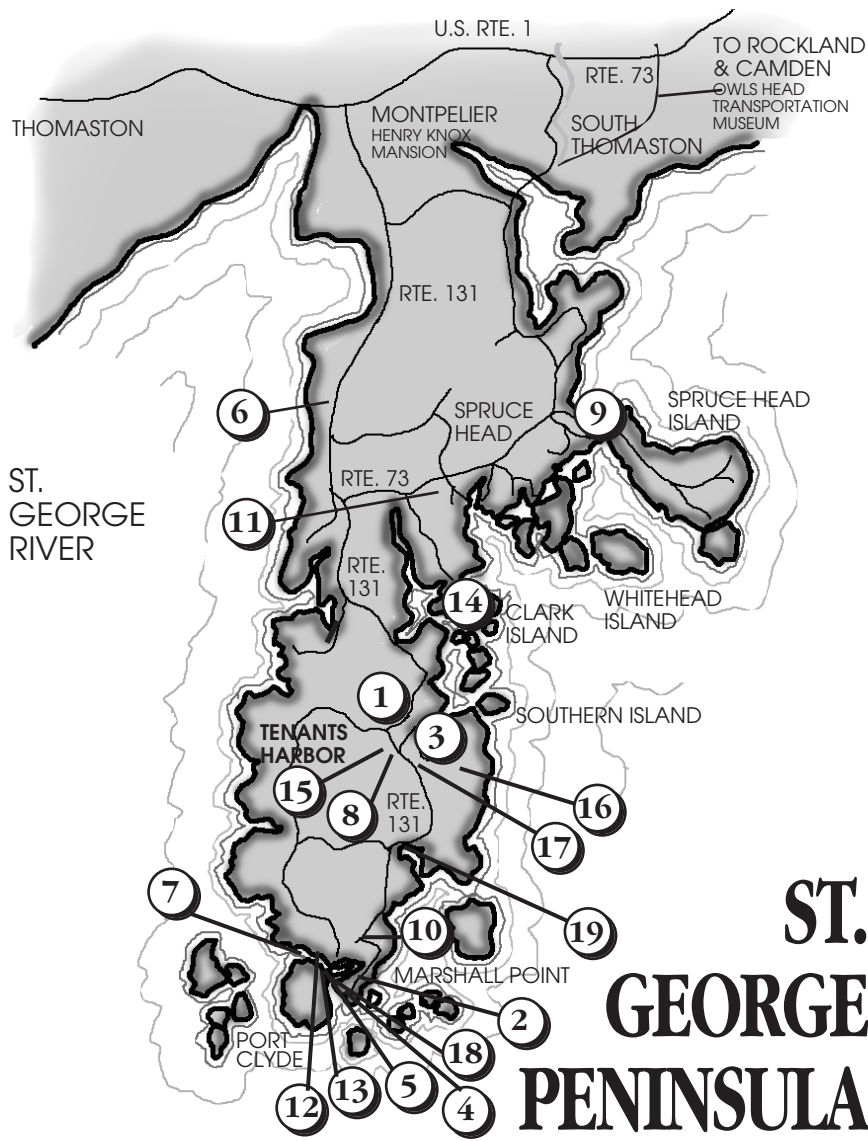 U.S. RTE. 1
TO ROCKLAND
& CAMDEN
OWLS HEAD
TRANSPORTATION
MUSEUM
RTE. 73
THOMASTON
MONTPELIER
HENRY KNOX
MANSION
SOUTH
THOMASTON
RTE. 131
6
SPRUCE
HEAD
9
SPRUCE HEAD
ISLAND
ST.
GEORGE
RIVER
RTE. 73
11
RTE.
131
14
CLARK
ISLAND
WHITEHEAD
ISLAND
1
SOUTHERN ISLAND
TENANTS
HARBOR
3
15
8
RTE.
131
16
17
7
10
19
MARSHALL POINT
2
PORT
CLYDE
18
12
13
5
4
ST.
GEORGE
PENINSULA